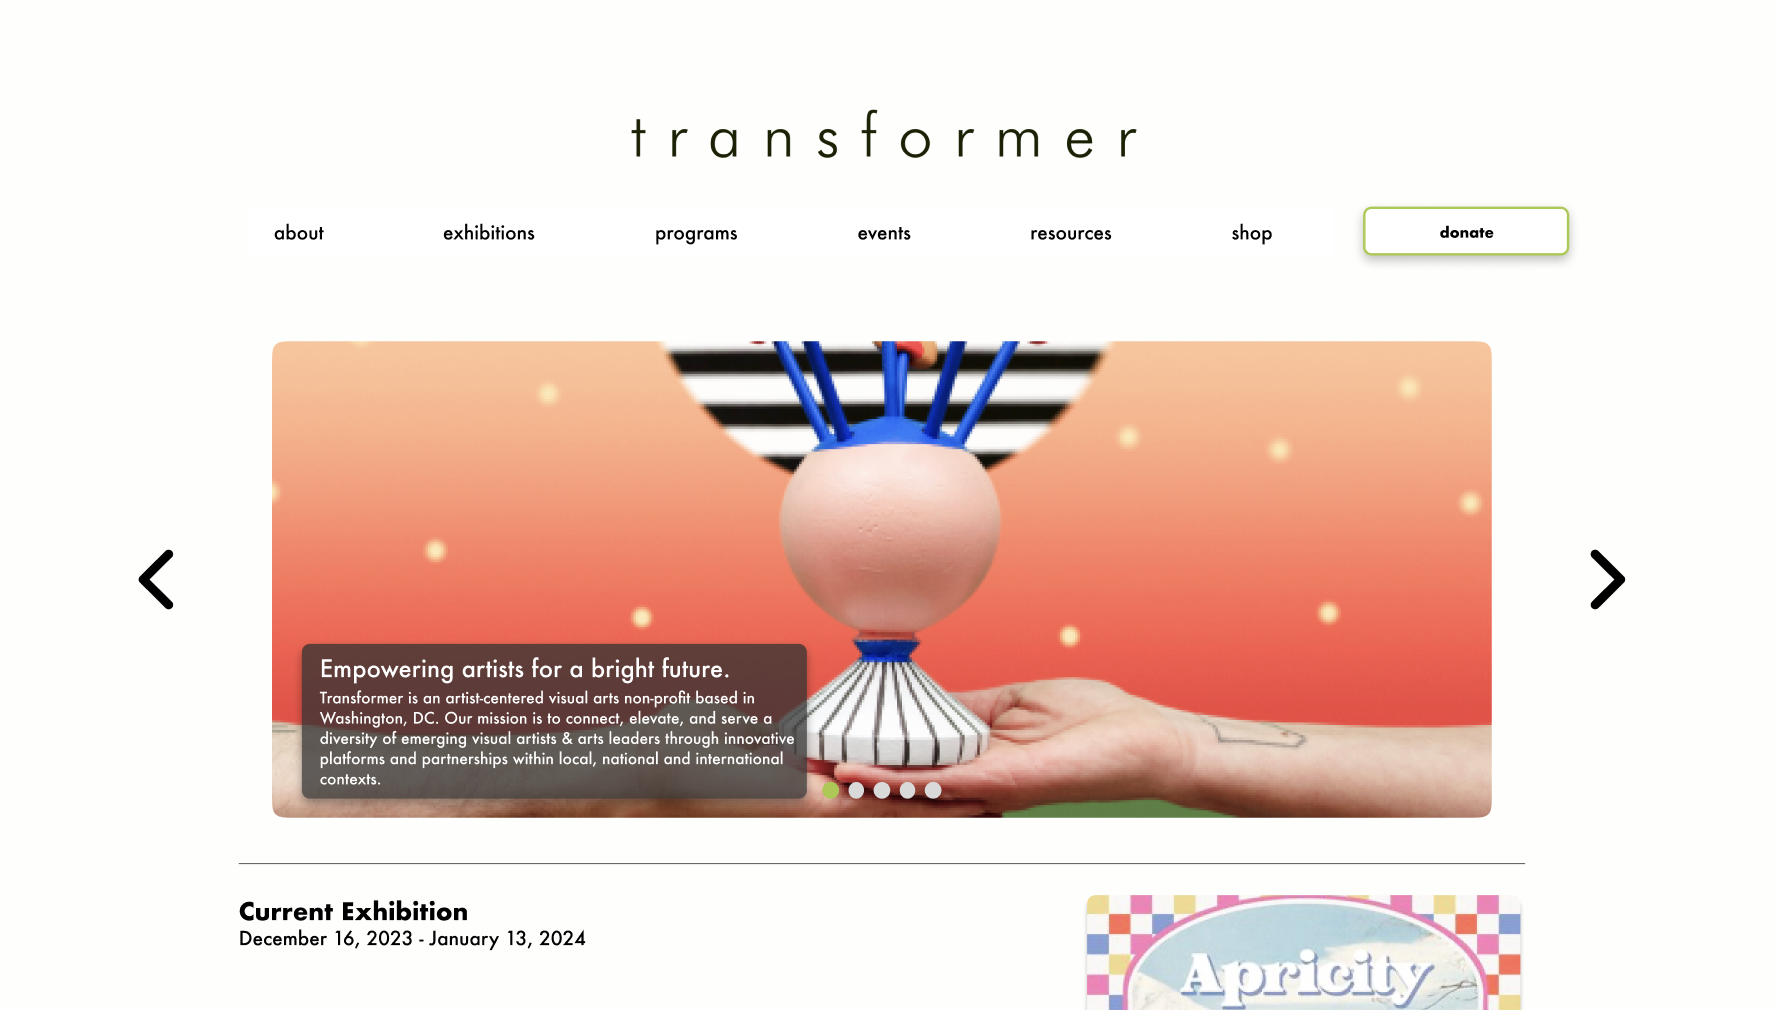 transformer
about exhibitions programs events resources shop donate
Empowering artists for a bright future.
Transformer is an artist-centered visual arts non-profit based in
Washington, DC. Our mission is to connect, elevate, and serve a
diversity of emerging visual artists & arts leaders through innovative
platforms and partnerships within local, national and international
contexts.
Current Exhibition
December 16, 2023 - January 13, 2024
Apricity